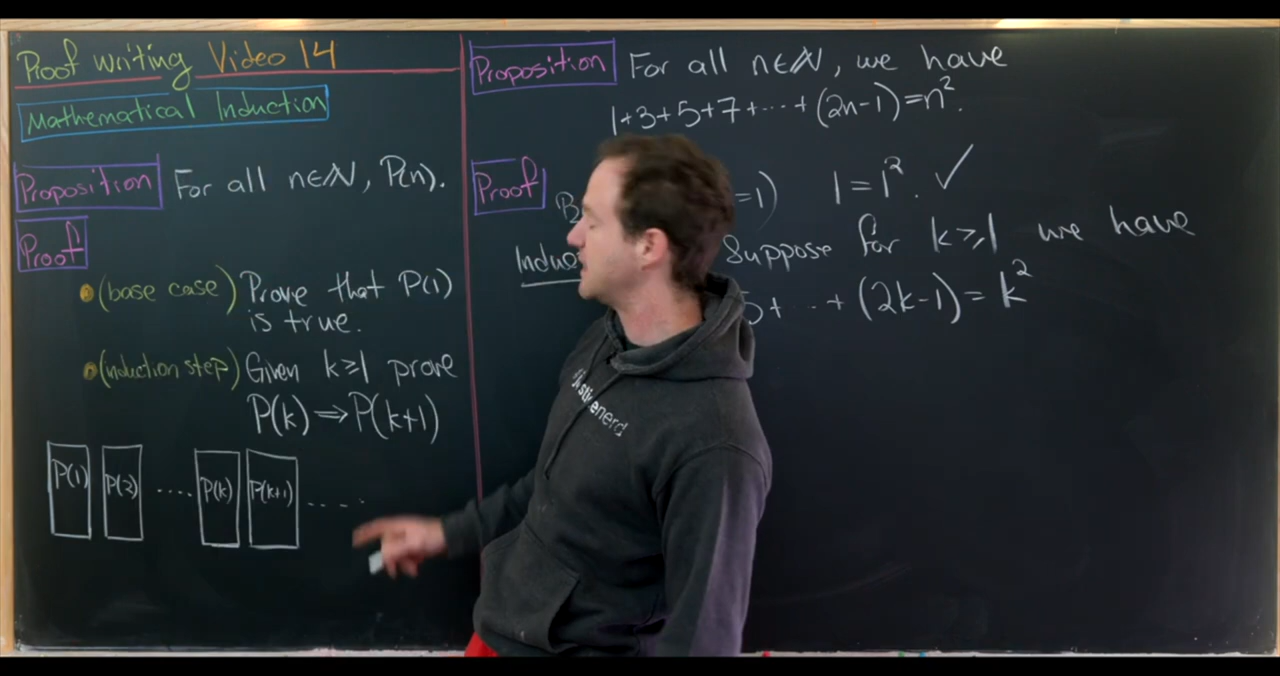 Proof writing Video 14
Mathematical Induction
Proposition For all n∈ℕ, P(n).
Proof
(base case) Prove that P(1)
is true.
(induction step) Given k≥1 prove
P(k)⇒P(k+1)
P(1) P(2) .... P(k) P(k+1) ....
Proposition For all n∈ℕ, we have
1+3+5+7+...+(2n-1)=n².
Proof =1) 1=1². ✓
Suppose for k≥1 we have
5+...+(2k-1)=k²